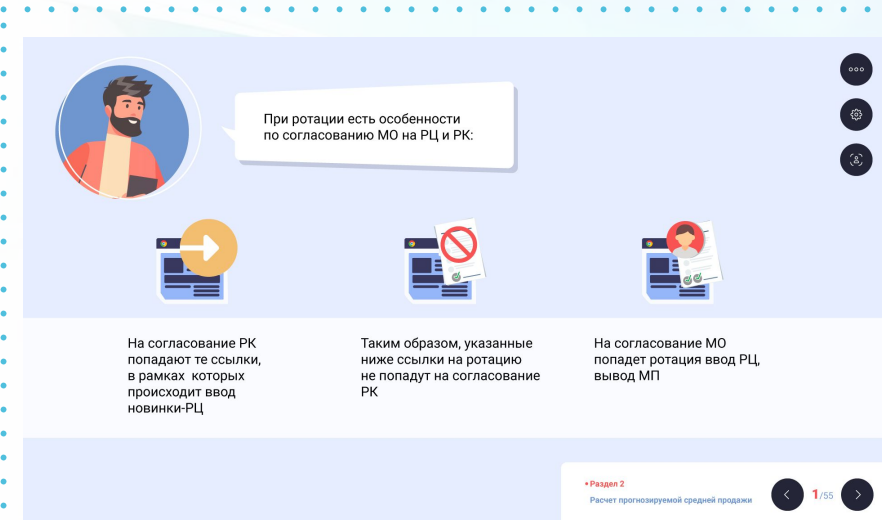 При ротации есть особенности
по согласованию МО на РЦ и РК:
На согласование РК
попадают те ссылки,
в рамках которых
происходит ввод
новинки-РЦ
Таким образом, указанные
ниже ссылки на ротацию
не попадут на согласование
РК
На согласование МО
попадет ротация ввод РЦ,
вывод МП
• Раздел 2
Расчет прогнозируемой средней продажи
1/55